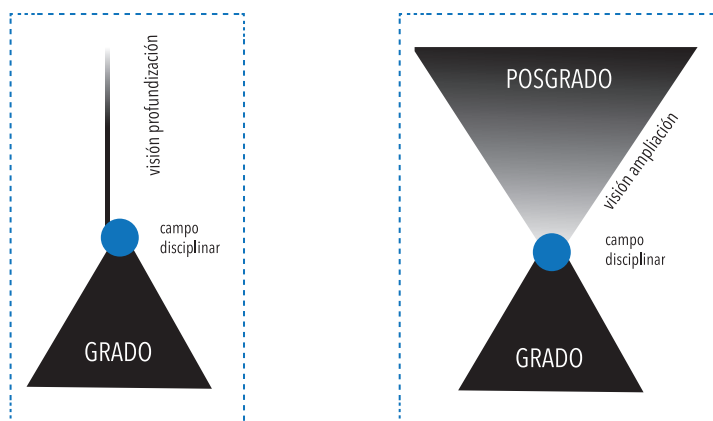 visión profundización
campo
disciplinar
GRADO
POSGRADO
visión ampliación
campo
disciplinar
GRADO